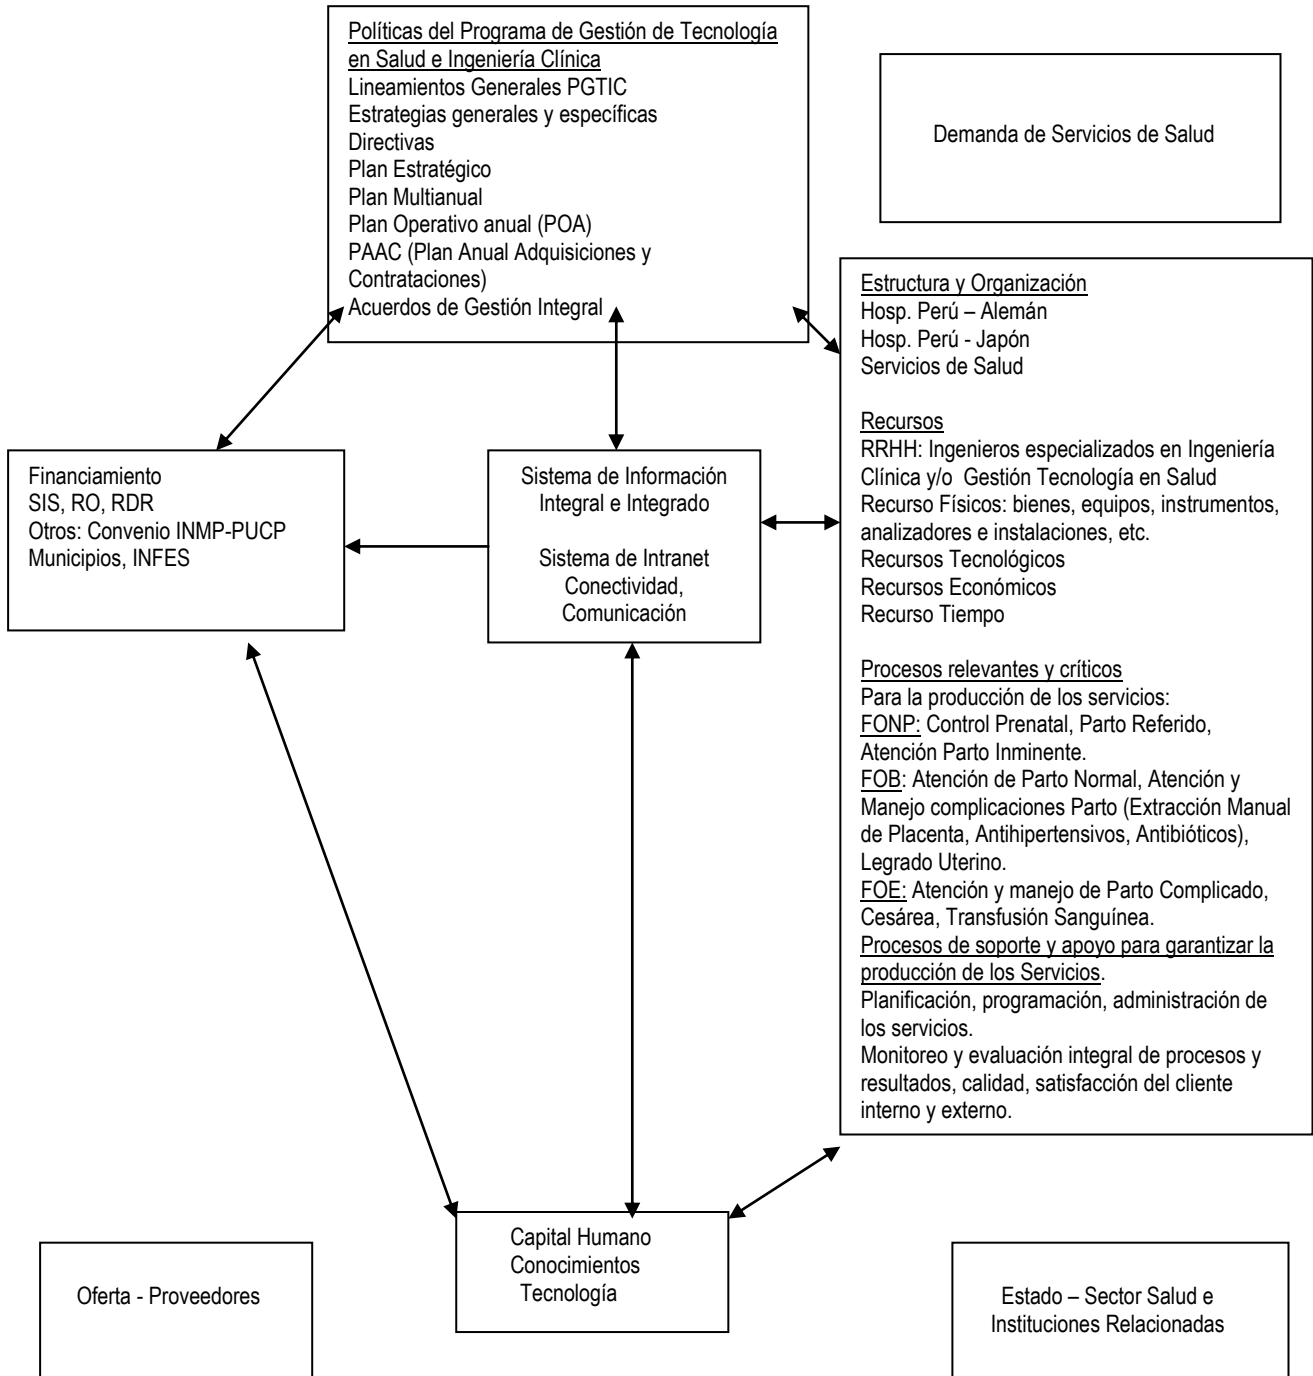 Políticas del Programa de Gestión de Tecnología
en Salud e Ingeniería Clínica
Lineamientos Generales PGTIC
Estrategias generales y específicas
Directivas
Plan Estratégico
Plan Multianual
Plan Operativo anual (POA)
PAAC (Plan Anual Adquisiciones y
Contrataciones)
Acuerdos de Gestión Integral
Demanda de Servicios de Salud
Estructura y Organización
Hosp. Perú – Alemán
Hosp. Perú - Japón
Servicios de Salud
Recursos
RRHH: Ingenieros especializados en Ingeniería
Clínica y/o Gestión Tecnología en Salud
Recurso Físicos: bienes, equipos, instrumentos,
analizadores e instalaciones, etc.
Recursos Tecnológicos
Recursos Económicos
Recurso Tiempo
Procesos relevantes y críticos
Para la producción de los servicios:
FONP: Control Prenatal, Parto Referido,
Atención Parto Inminente.
FOB: Atención de Parto Normal, Atención y
Manejo complicaciones Parto (Extracción Manual
de Placenta, Antihipertensivos, Antibióticos),
Legrado Uterino.
FOE: Atención y manejo de Parto Complicado,
Cesárea, Transfusión Sanguínea.
Procesos de soporte y apoyo para garantizar la
producción de los Servicios.
Planificación, programación, administración de
los servicios.
Monitoreo y evaluación integral de procesos y
resultados, calidad, satisfacción del cliente
interno y externo.
Financiamiento
SIS, RO, RDR
Otros: Convenio INMP-PUCP
Municipios, INFES
Sistema de Información
Integral e Integrado
Sistema de Intranet
Conectividad,
Comunicación
Capital Humano
Conocimientos
Tecnología
Oferta - Proveedores
Estado – Sector Salud e
Instituciones Relacionadas